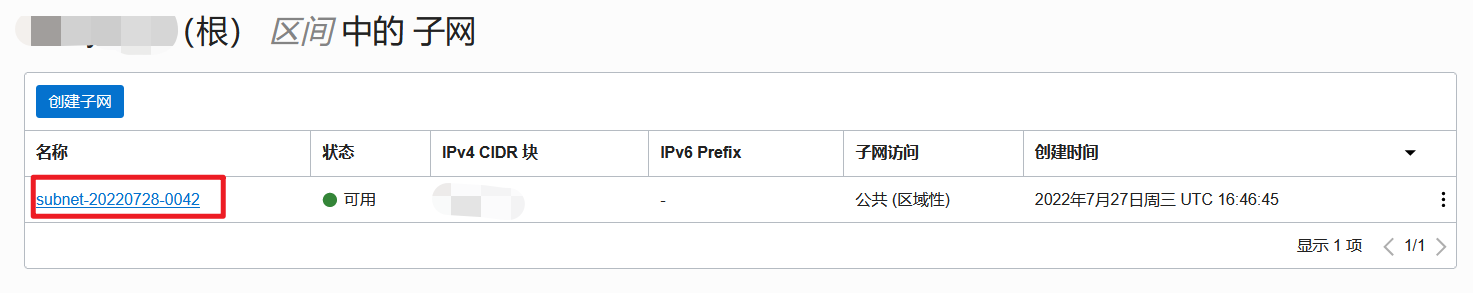 (根) 区间 中的 子网
创建子网
名称 状态 IPv4 CIDR 块 IPv6 Prefix 子网访问 创建时间
subnet-20220728-0042 可用 - 公共 (区域性) 2022年7月27日周三 UTC 16:46:45
显示 1 项 1/1